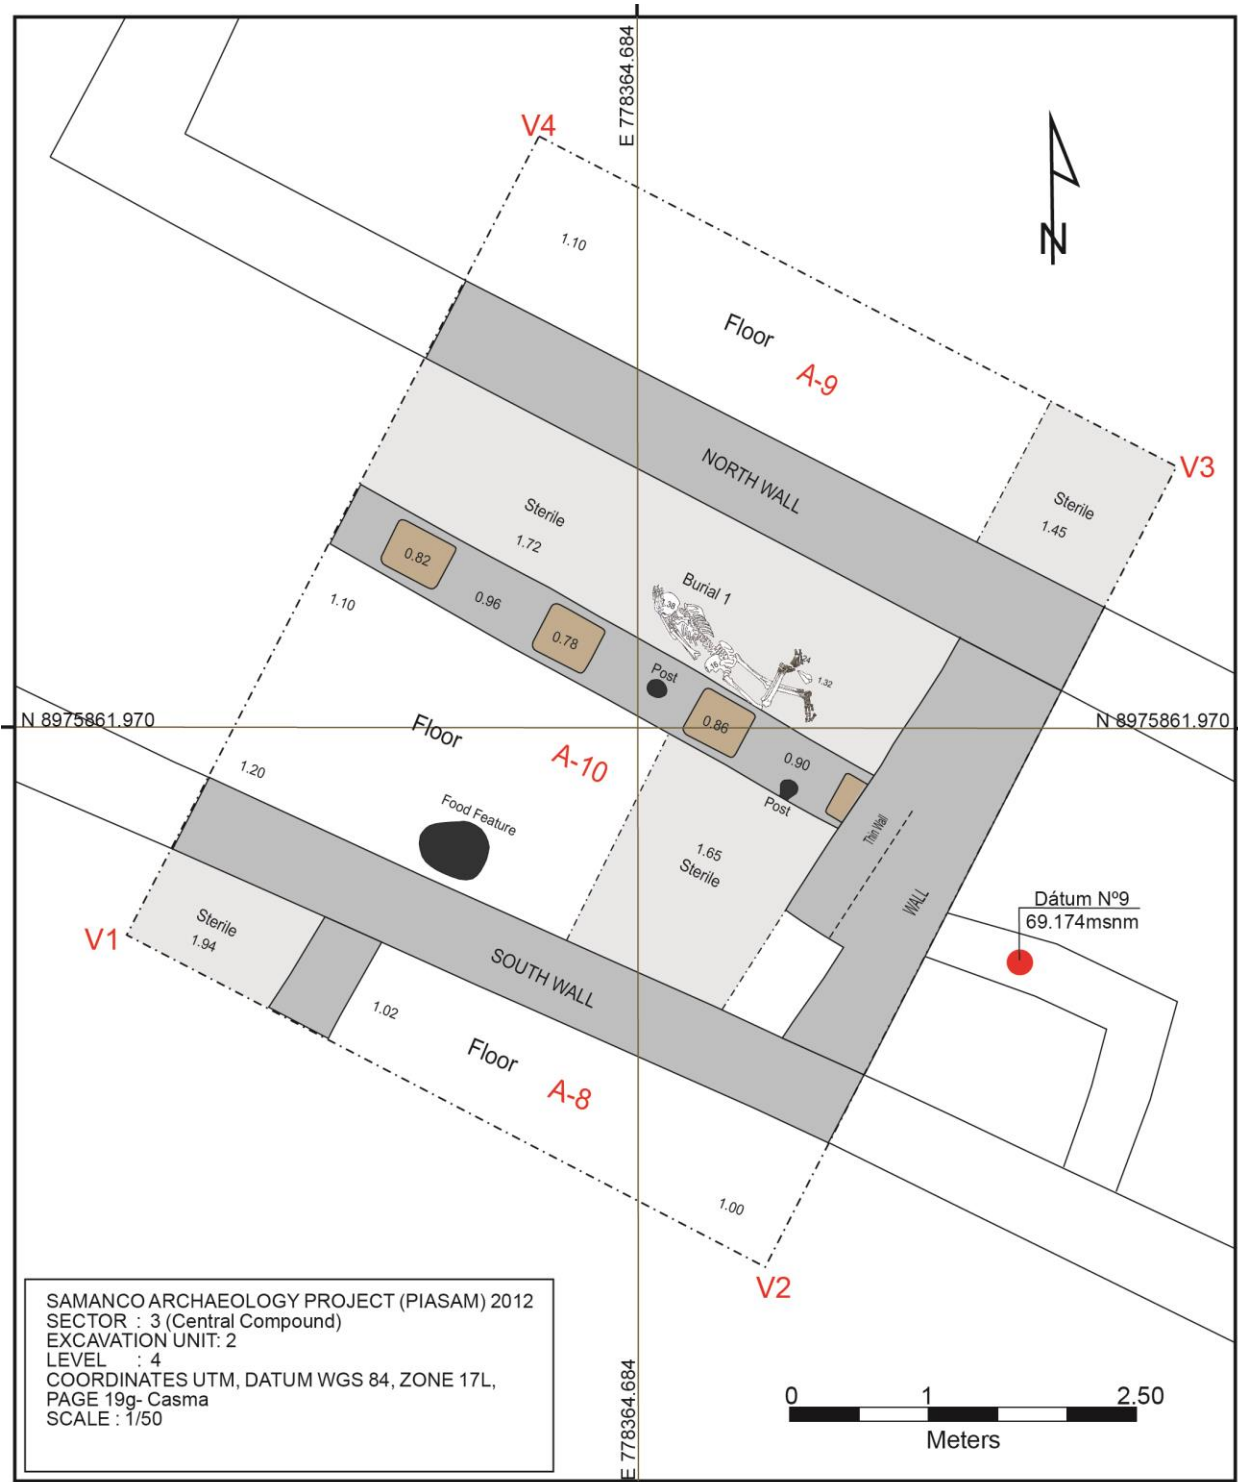 E 778364.684
V4
1.10
Floor
A-9
N
NORTH WALL
V3
Sterile
1.45
Sterile
1.72
Burial 1
0.82
0.96
0.78
1.10
Post
1.32
0.86
N 8975861.970
N 8975861.970
Floor
A-10
0.90
1.20
Post
Food Feature
Thin Wall
1.65
Sterile
WALL
Dátum Nº9
69.174msnm
Sterile
1.94
V1
SOUTH WALL
1.02
Floor
A-8
1.00
V2
SAMANCO ARCHAEOLOGY PROJECT (PIASAM) 2012
SECTOR : 3 (Central Compound)
EXCAVATION UNIT: 2
LEVEL : 4
COORDINATES UTM, DATUM WGS 84, ZONE 17L,
PAGE 19g- Casma
SCALE : 1/50
E 778364.684
0 1 2.50
Meters